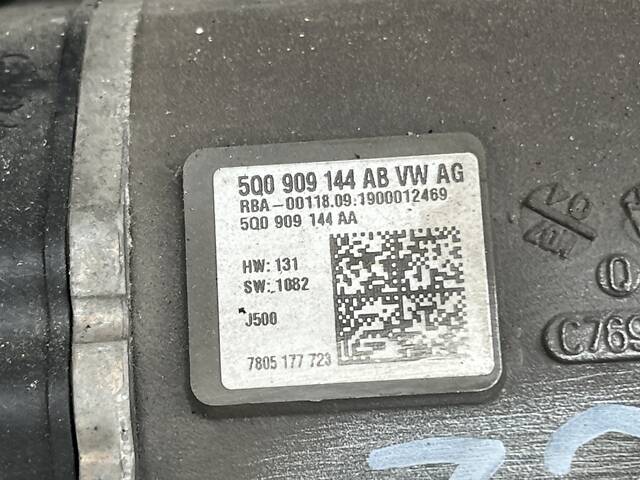 5Q0 909 144 AB VW AG
RBA-00118.09.1900012469
5Q0 909 144 AA
HW: 131
SW: 1082
J500
7805 177 723
C769